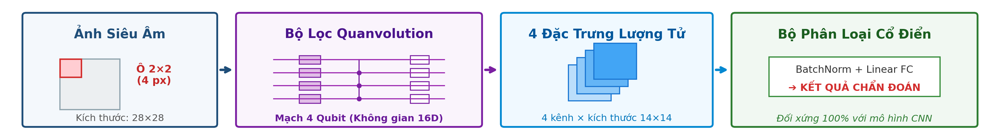 Ảnh Siêu Âm
Ô 2×2
(4 px)
Kích thước: 28×28
Bộ Lọc Quanvolution
Mạch 4 Qubit (Không gian 16D)
4 Đặc Trưng Lượng Tử
4 kênh × kích thước 14×14
Bộ Phân Loại Cổ Điển
BatchNorm + Linear FC
➔ KẾT QUẢ CHẨN ĐOÁN
Đối xứng 100% với mô hình CNN